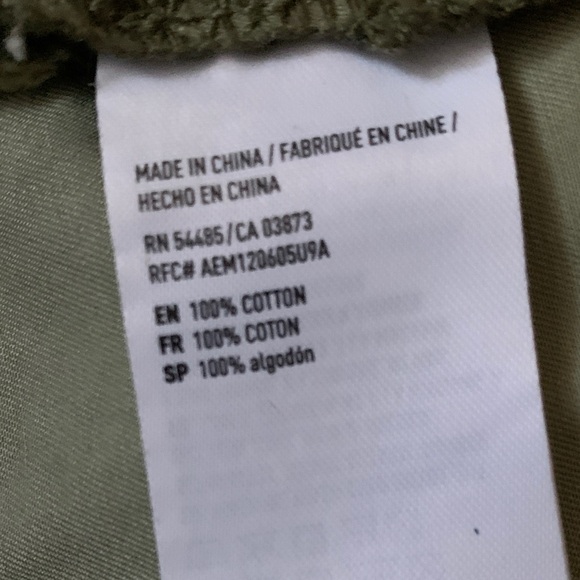 MADE IN CHINA / FABRIQUÉ EN CHINE /
HECHO EN CHINA
RN 54485/CA 03873
RFC# AEM120605U9A
EN 100% COTTON
FR 100% COTON
SP 100% algodón